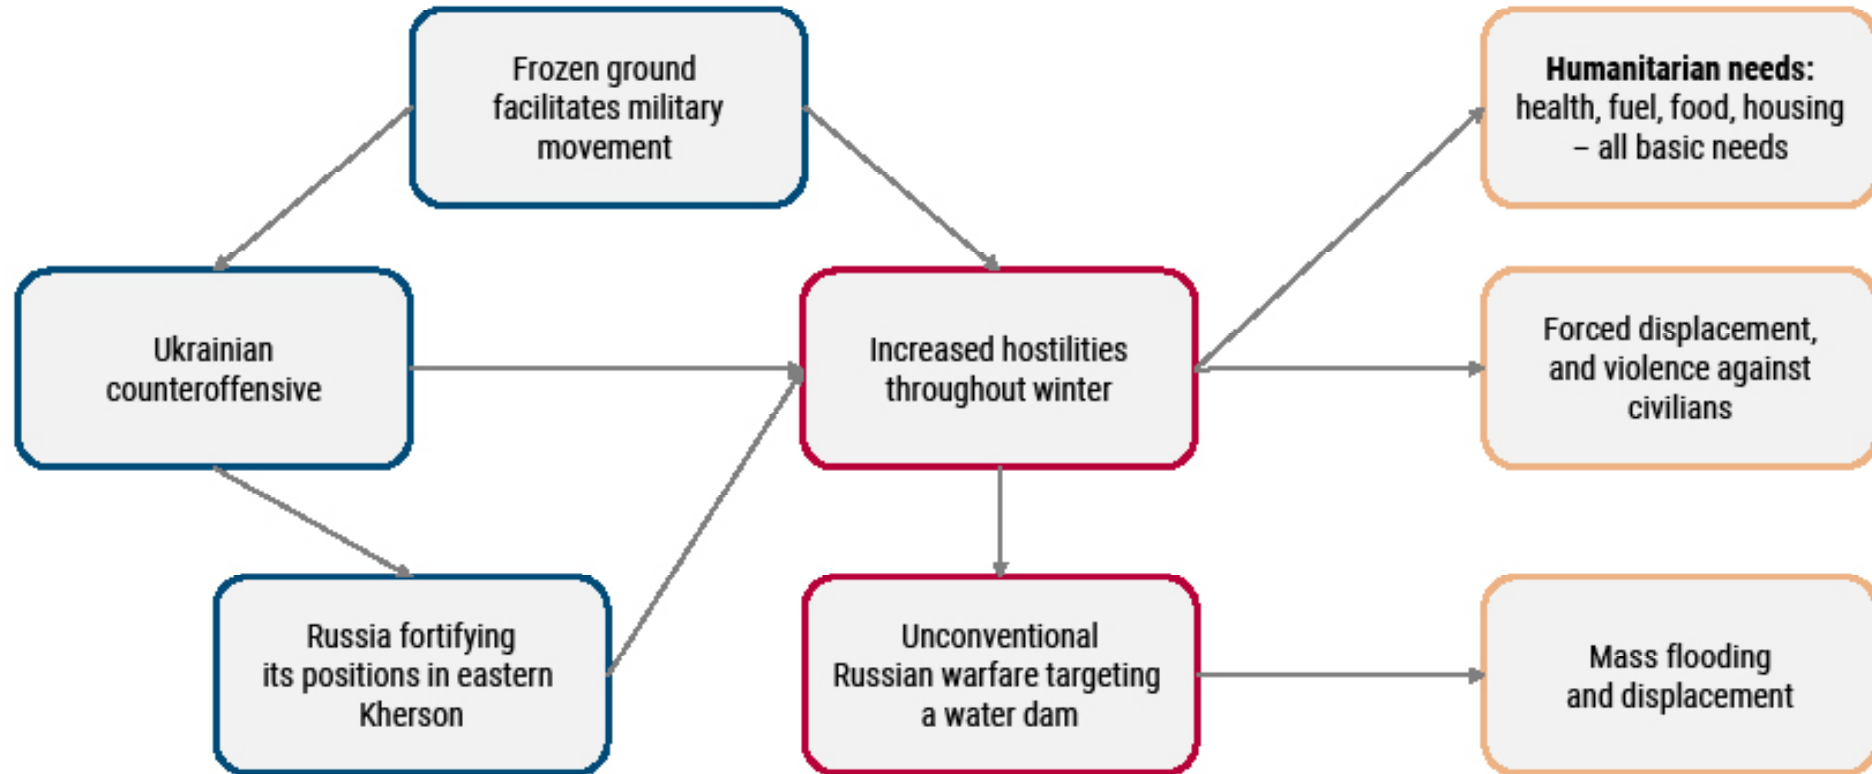 Frozen ground
facilitates military
movement
Humanitarian needs:
health, fuel, food, housing
– all basic needs
Ukrainian
counteroffensive
Increased hostilities
throughout winter
Forced displacement,
and violence against
civilians
Russia fortifying
its positions in eastern
Kherson
Unconventional
Russian warfare targeting
a water dam
Mass flooding
and displacement